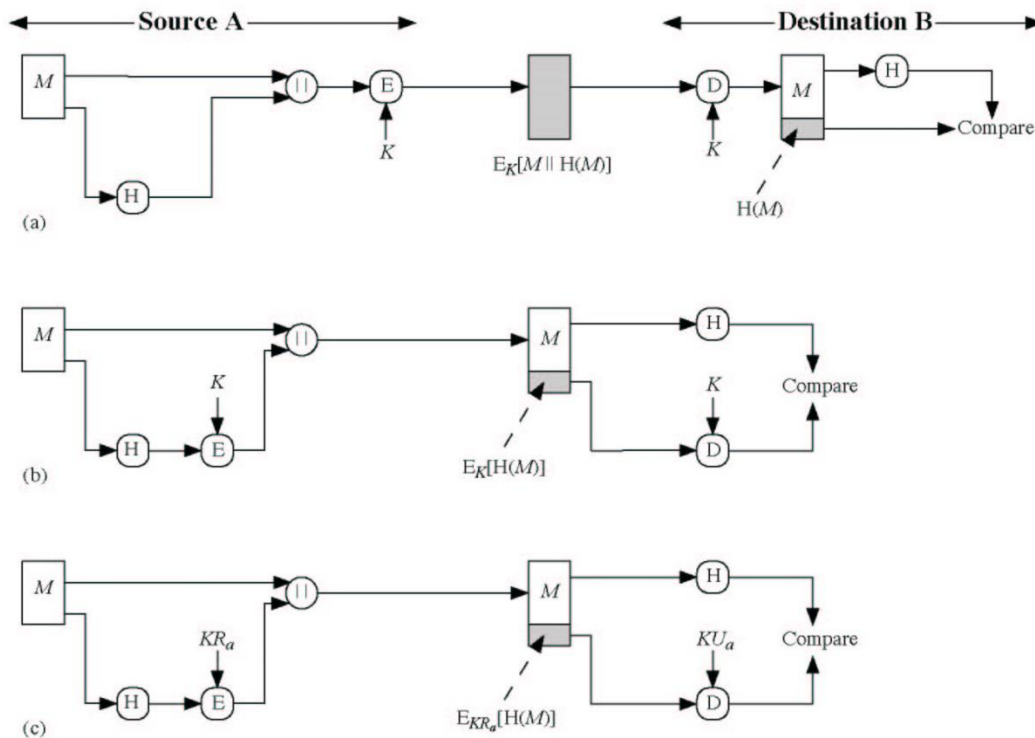 Source A
Destination B
M
||
E
D
M
H
K
K
Compare
E_K[M || H(M)]
H
H(M)
(a)
M
||
M
H
K
K
Compare
H
E
D
E_K[H(M)]
(b)
M
||
M
H
KR_a
KU_a
Compare
H
E
D
E_KR_a[H(M)]
(c)